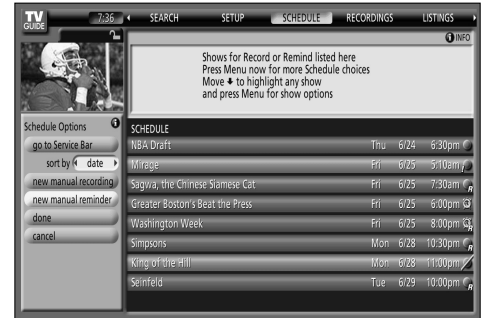 TV GUIDE
7:36 SEARCH SETUP SCHEDULE RECORDINGS LISTINGS
INFO
Shows for Record or Remind listed here
Press Menu now for more Schedule choices
Move ↓ to highlight any show
and press Menu for show options
Schedule Options
go to Service Bar
sort by date
new manual recording
new manual reminder
done
cancel
SCHEDULE
NBA Draft Thu 6/24 6:30pm
Mirage Fri 6/25 5:10am
Sagwa, the Chinese Siamese Cat Fri 6/25 7:30am R
Greater Boston's Beat the Press Fri 6/25 6:00pm
Washington Week Fri 6/25 8:00pm R
Simpsons Mon 6/28 10:30pm R
King of the Hill Mon 6/28 11:00pm
Seinfeld Tue 6/29 10:00pm R